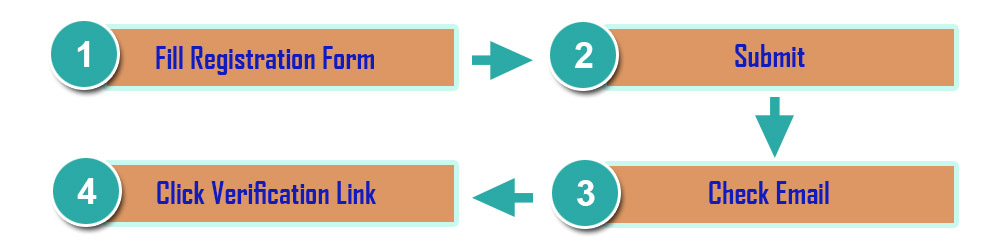 1
Fill Registration Form
2
Submit
3
Check Email
4
Click Verification Link